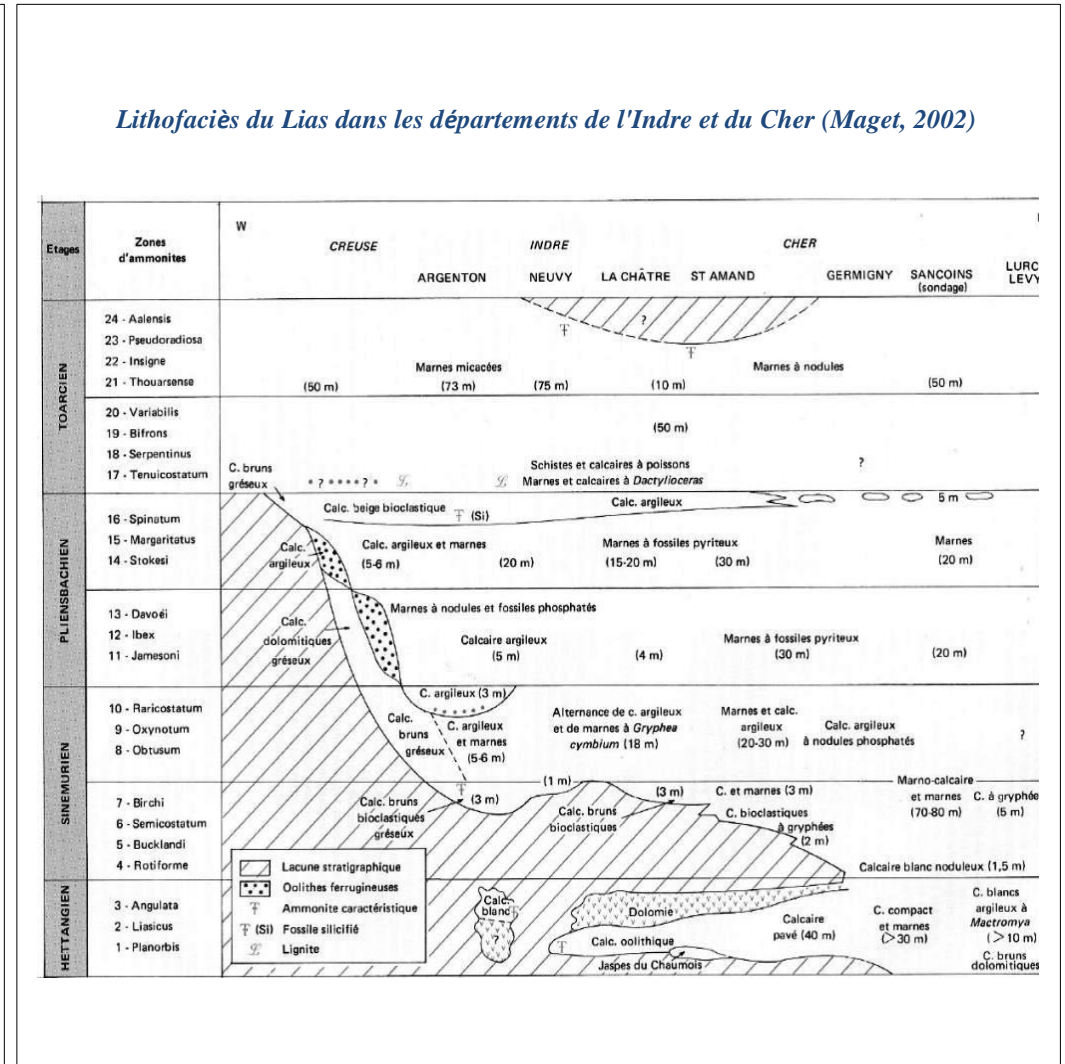 Lithofaciès du Lias dans les départements de l'Indre et du Cher (Maget, 2002)
Etages
Zones
d'ammonites
W
CREUSE
INDRE
CHER
ARGENTON
NEUVY
LA CHÂTRE
ST AMAND
GERMIGNY
SANCOINS
(sondage)
LURC
LEVY
TOARCIEN
24 - Aalensis
23 - Pseudoradiosa
22 - Insigne
21 - Thouarsense
?
Marnes micacées
Marnes à nodules
(50 m)
(73 m)
(75 m)
(10 m)
(50 m)
20 - Variabilis
19 - Bifrons
18 - Serpentinus
17 - Tenuicostatum
(50 m)
C. bruns
gréseux
? ?
Schistes et calcaires à poissons
Marnes et calcaires à Dactylioceras
?
PLIENSBACHIEN
16 - Spinatum
15 - Margaritatus
14 - Stokesi
Calc. beige bioclastique
(Si)
Calc. argileux
5 m
Calc.
argileux
Calc. argileux et marnes
(5-6 m)
(20 m)
Marnes à fossiles pyriteux
(15-20 m)
(30 m)
Marnes
(20 m)
13 - Davoéi
12 - Ibex
11 - Jamesoni
Calc.
dolomitiques
gréseux
Marnes à nodules et fossiles phosphatés
Calcaire argileux
(5 m)
(4 m)
Marnes à fossiles pyriteux
(30 m)
(20 m)
SINEMURIEN
10 - Raricostatum
9 - Oxynotum
8 - Obtusum
C. argileux (3 m)
Calc.
bruns
gréseux
C. argileux
et marnes
(5-6 m)
Alternance de c. argileux
et de marnes à Gryphea
cymbium (18 m)
Marnes et calc.
argileux
(20-30 m)
Calc. argileux
à nodules phosphatés
?
7 - Birchi
6 - Semicostatum
5 - Bucklandi
4 - Rotiforme
Calc. bruns
bioclastiques
gréseux
(3 m)
(1 m)
Calc. bruns
bioclastiques
(3 m)
C. et marnes (3 m)
C. bioclastiques
à gryphées
(2 m)
Marno-calcaire
et marnes
(70-80 m)
C. à gryphée
(5 m)
Calcaire blanc noduleux (1,5 m)
Lacune stratigraphique
Oolithes ferrugineuses
Ammonite caractéristique
(Si) Fossile silicifié
Lignite
HETTANGIEN
3 - Angulata
2 - Liasicus
1 - Planorbis
Calc.
blanc
?
Dolomie
Calc. oolithique
Jaspes du Chaumois
Calcaire
pavé (40 m)
C. compact
et marnes
(>30 m)
C. blancs
argileux à
Mactromya
(>10 m)
C. bruns
dolomitiques